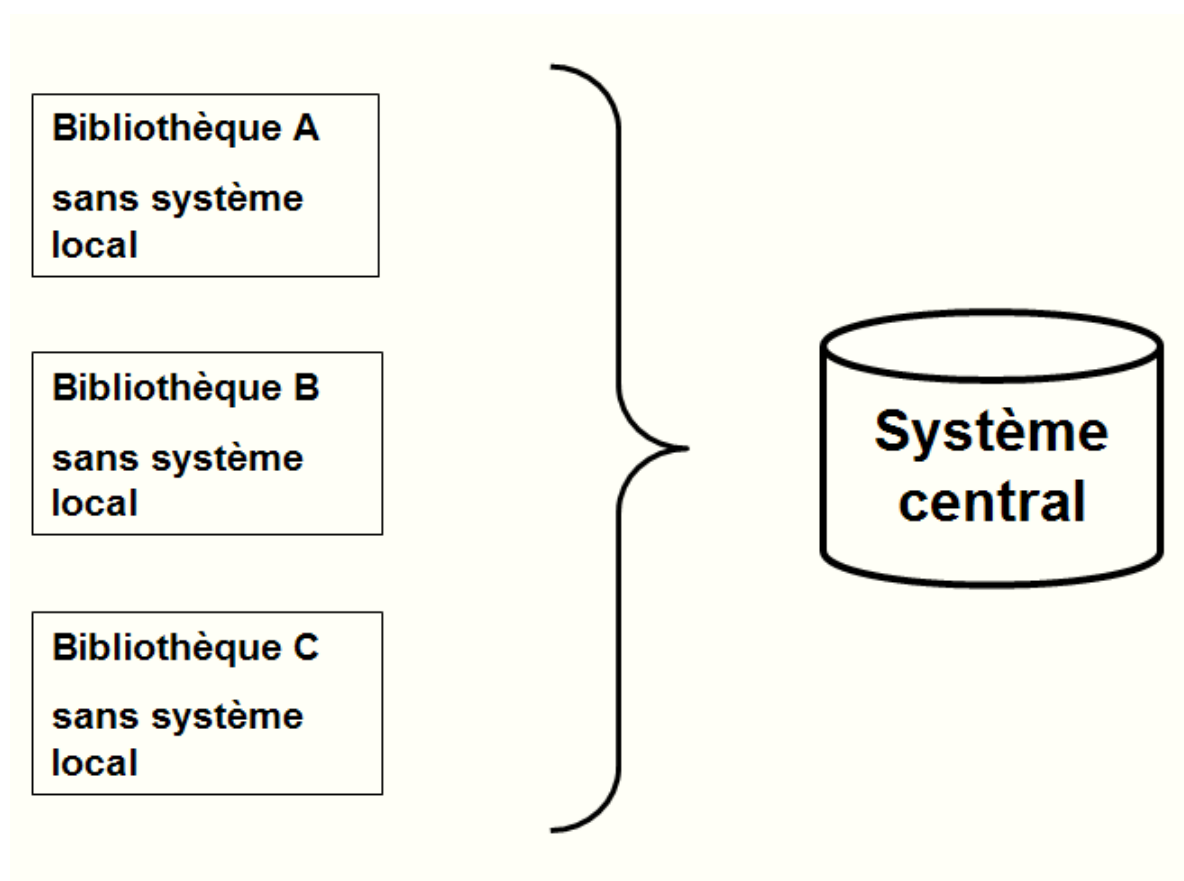 Bibliothèque A
sans système
local
Bibliothèque B
sans système
local
Bibliothèque C
sans système
local
Système
central